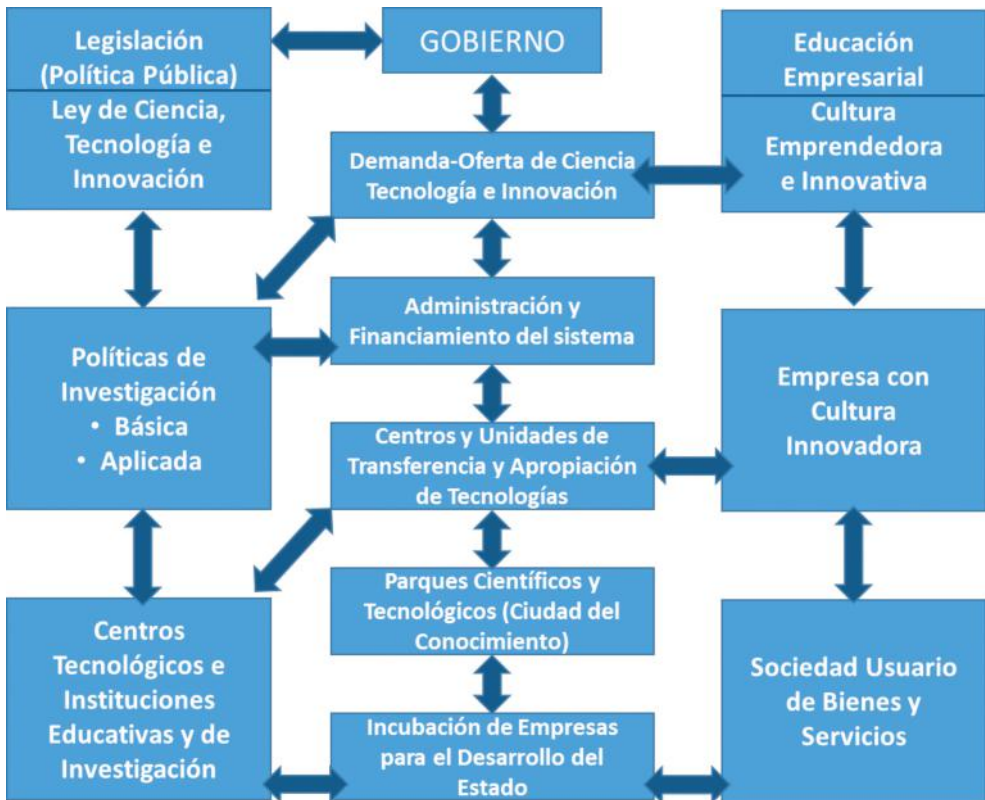 Legislación
(Política Pública)
Ley de Ciencia,
Tecnología e
Innovación
GOBIERNO
Educación
Empresarial
Cultura
Emprendedora
e Innovativa
Demanda-Oferta de Ciencia
Tecnología e Innovación
Políticas de
Investigación
• Básica
• Aplicada
Administración y
Financiamiento del sistema
Empresa con
Cultura
Innovadora
Centros y Unidades de
Transferencia y Apropiación
de Tecnologías
Centros
Tecnológicos e
Instituciones
Educativas y de
Investigación
Parques Científicos y
Tecnológicos (Ciudad del
Conocimiento)
Sociedad Usuario
de Bienes y
Servicios
Incubación de Empresas
para el Desarrollo del
Estado